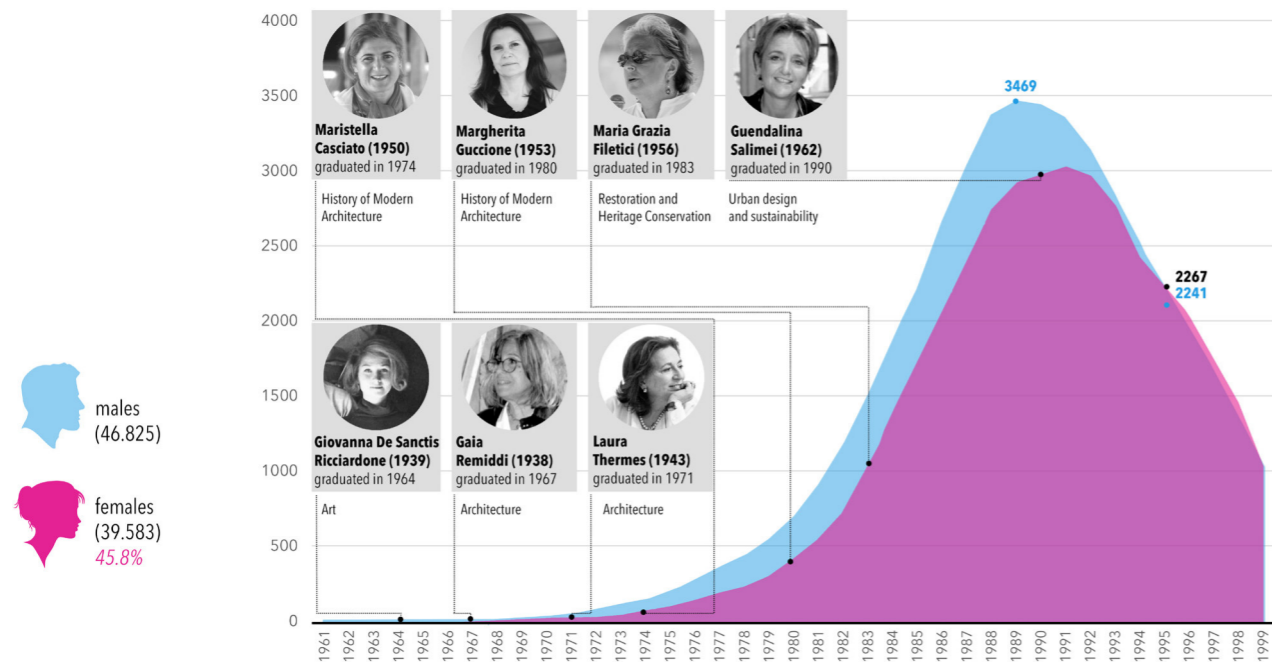 4000
3500
3000
2500
2000
1500
1000
500
0
Maristella
Casciato (1950)
graduated in 1974
History of Modern
Architecture
Margherita
Guccione (1953)
graduated in 1980
History of Modern
Architecture
Maria Grazia
Filetici (1956)
graduated in 1983
Restoration and
Heritage Conservation
Guendalina
Salimei (1962)
graduated in 1990
Urban design
and sustainability
3469
2267
2241
Giovanna De Sanctis
Ricciardone (1939)
graduated in 1964
Art
Gaia
Remiddi (1938)
graduated in 1967
Architecture
Laura
Thermes (1943)
graduated in 1971
Architecture
males
(46.825)
females
(39.583)
45.8%
1961
1962
1963
1964
1965
1966
1967
1968
1969
1970
1971
1972
1973
1974
1975
1976
1977
1978
1979
1980
1981
1982
1983
1984
1985
1986
1987
1988
1989
1990
1991
1992
1993
1994
1995
1996
1997
1998
1999